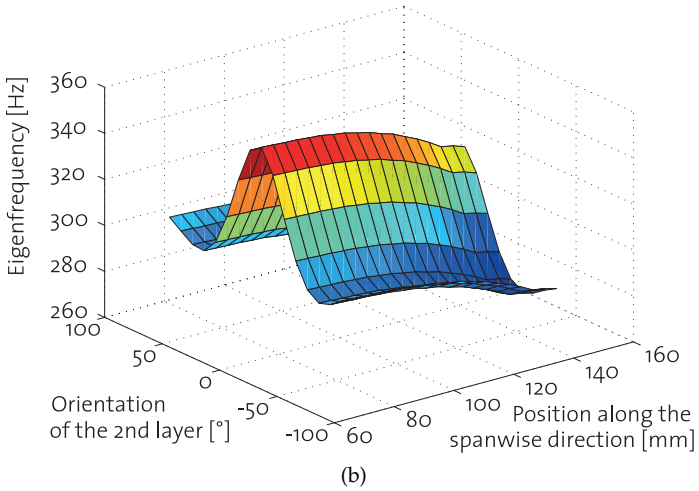 360
340
320
300
280
260
Eigenfrequency [Hz]
100
50
0
-50
-100
Orientation
of the 2nd layer [°]
60
80
100
120
140
160
Position along the
spanwise direction [mm]
(b)